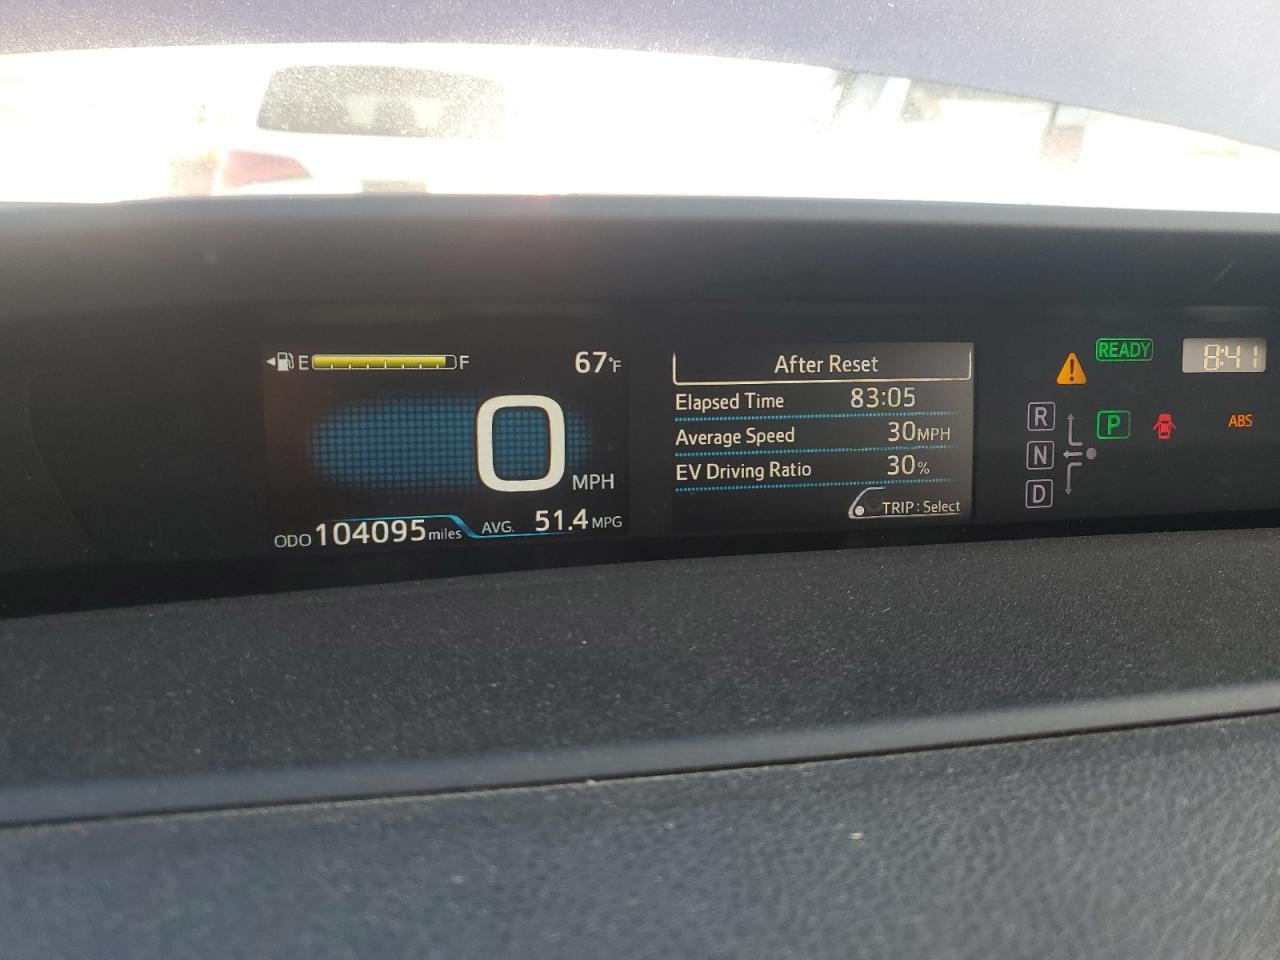 E F 67°F
0 MPH
ODO 104095 miles AVG. 51.4 MPG
After Reset
Elapsed Time 83:05
Average Speed 30 MPH
EV Driving Ratio 30%
TRIP : Select
READY 8:41
R P ABS
N
D